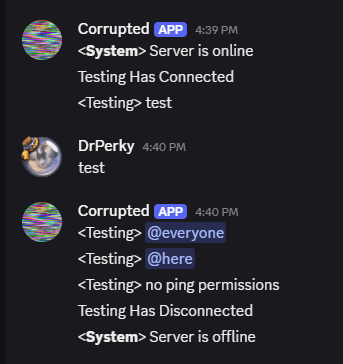 Corrupted APP 4:39 PM
<System> Server is online
Testing Has Connected
<Testing> test
DrPerky 4:40 PM
test
Corrupted APP 4:40 PM
<Testing> @everyone
<Testing> @here
<Testing> no ping permissions
Testing Has Disconnected
<System> Server is offline